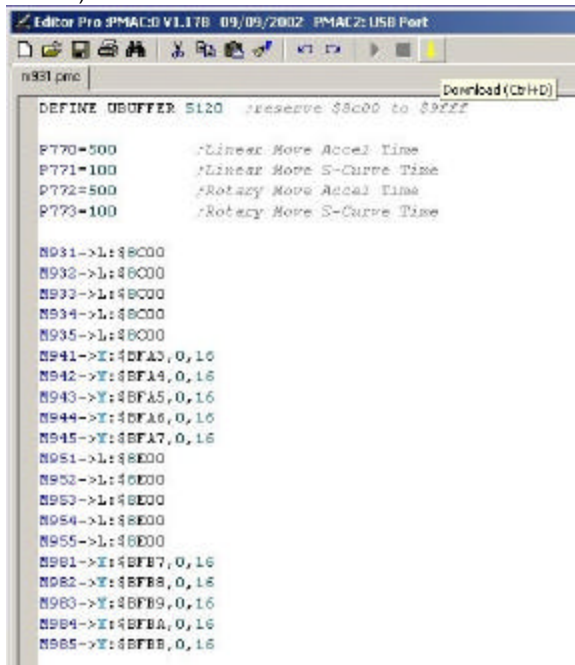 Editor Pro :PMAC:0 V1.17B 09/09/2002 PMAC2: USB Port
m931.pmc
Download (Ctrl+D)
DEFINE UBUFFER 5120 ;reserve $8c00 to $9fff
P770=500 ;Linear Move Accel Time
P771=100 ;Linear Move S-Curve Time
P772=500 ;Rotary Move Accel Time
P773=100 ;Rotary Move S-Curve Time
M931->L:$8C00
M932->L:$8C00
M933->L:$8C00
M934->L:$8C00
M935->L:$8C00
M941->Y:$BFA3,0,16
M942->Y:$BFA4,0,16
M943->Y:$BFA5,0,16
M944->Y:$BFA6,0,16
M945->Y:$BFA7,0,16
M951->L:$8E00
M952->L:$8E00
M953->L:$8E00
M954->L:$8E00
M955->L:$8E00
M981->Y:$BFB7,0,16
M982->Y:$BFB8,0,16
M983->Y:$BFB9,0,16
M984->Y:$BFBA,0,16
M985->Y:$BFBB,0,16